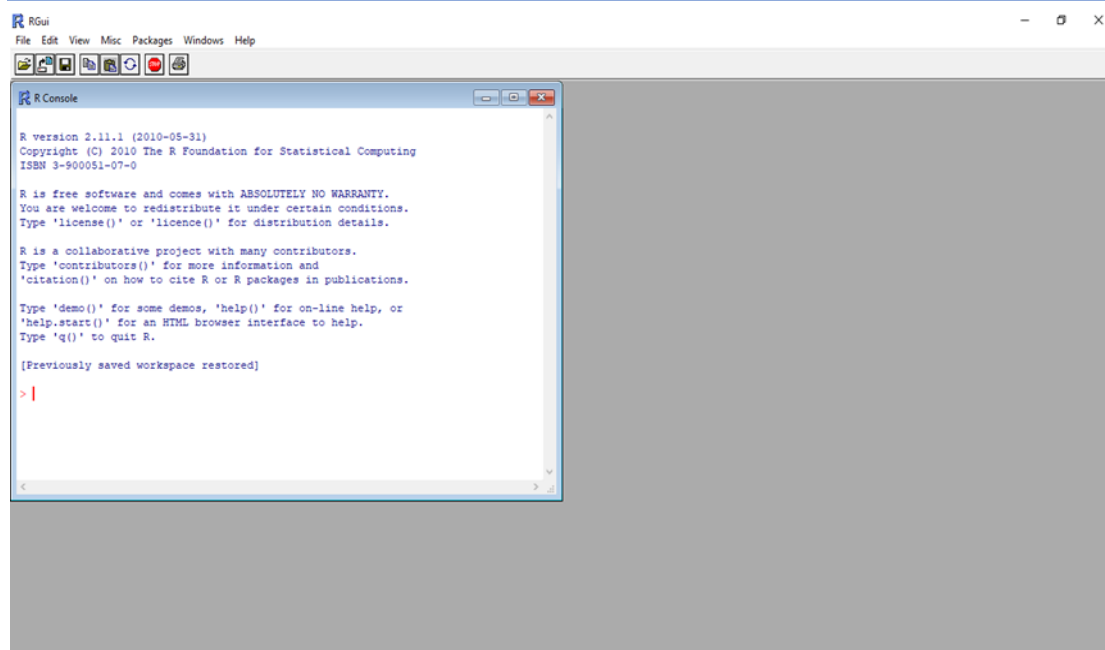 RGui
File Edit View Misc Packages Windows Help
STOP
R Console
R version 2.11.1 (2010-05-31)
Copyright (C) 2010 The R Foundation for Statistical Computing
ISBN 3-900051-07-0
R is free software and comes with ABSOLUTELY NO WARRANTY.
You are welcome to redistribute it under certain conditions.
Type 'license()' or 'licence()' for distribution details.
R is a collaborative project with many contributors.
Type 'contributors()' for more information and
'citation()' on how to cite R or R packages in publications.
Type 'demo()' for some demos, 'help()' for on-line help, or
'help.start()' for an HTML browser interface to help.
Type 'q()' to quit R.
[Previously saved workspace restored]
>